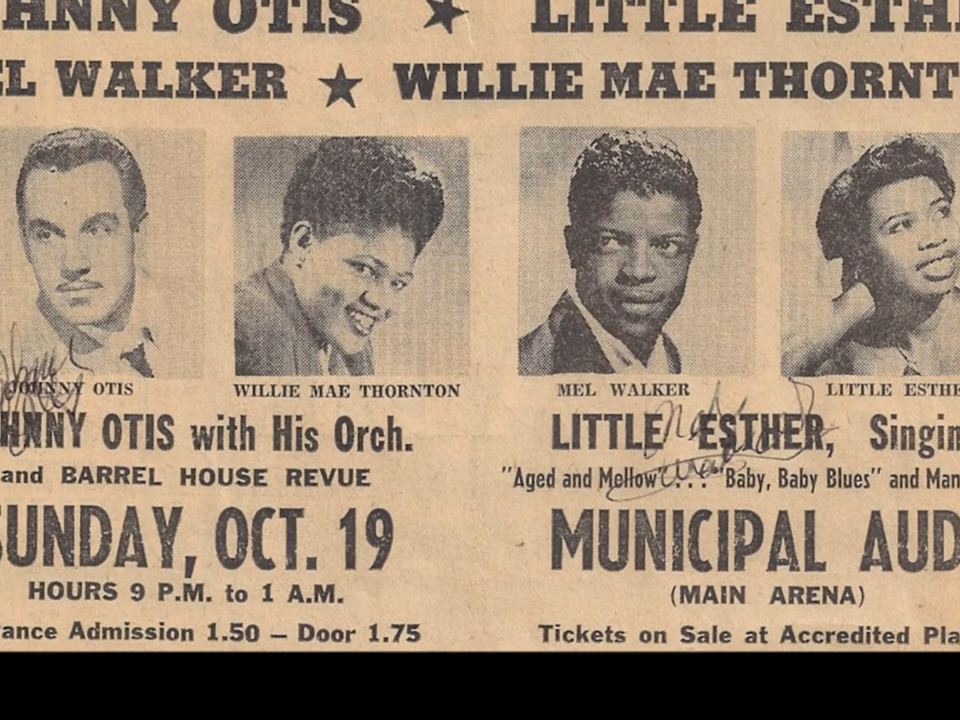 HNNY OTIS ★ LITTLE ESTH
EL WALKER ★ WILLIE MAE THORNT
JOHNNY OTIS WILLIE MAE THORNTON MEL WALKER LITTLE ESTHE
HNNY OTIS with His Orch. LITTLE ESTHER, Singin
and BARREL HOUSE REVUE "Aged and Mellow"... "Baby, Baby Blues" and Man
SUNDAY, OCT. 19 MUNICIPAL AUD
HOURS 9 P.M. to 1 A.M. (MAIN ARENA)
vance Admission 1.50 — Door 1.75 Tickets on Sale at Accredited Pla